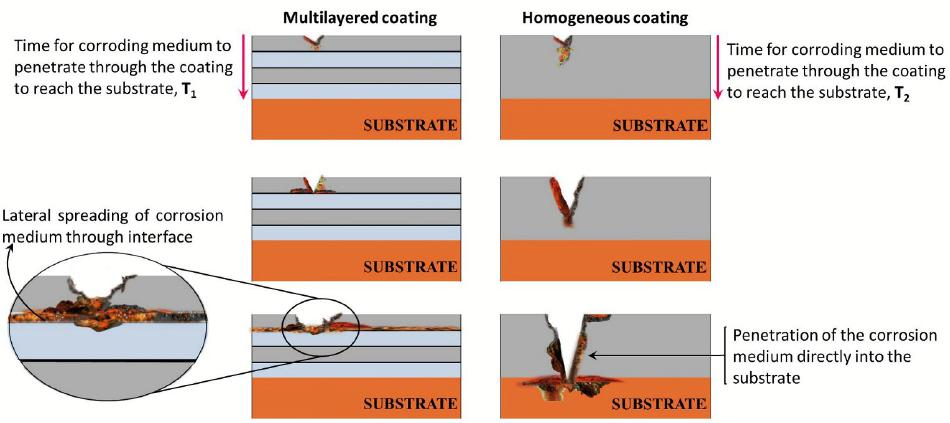 Multilayered coating
Homogeneous coating
Time for corroding medium to
penetrate through the coating
to reach the substrate, T₁
Time for corroding medium to
penetrate through the coating
to reach the substrate, T₂
SUBSTRATE
SUBSTRATE
Lateral spreading of corrosion
medium through interface
SUBSTRATE
SUBSTRATE
Penetration of the corrosion
medium directly into the
substrate
SUBSTRATE
SUBSTRATE